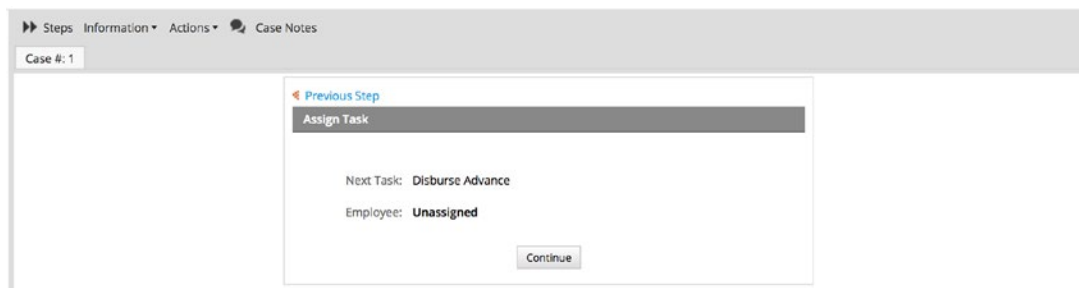 Steps Information Actions Case Notes
Case #: 1
Previous Step
Assign Task
Next Task: Disburse Advance
Employee: Unassigned
Continue